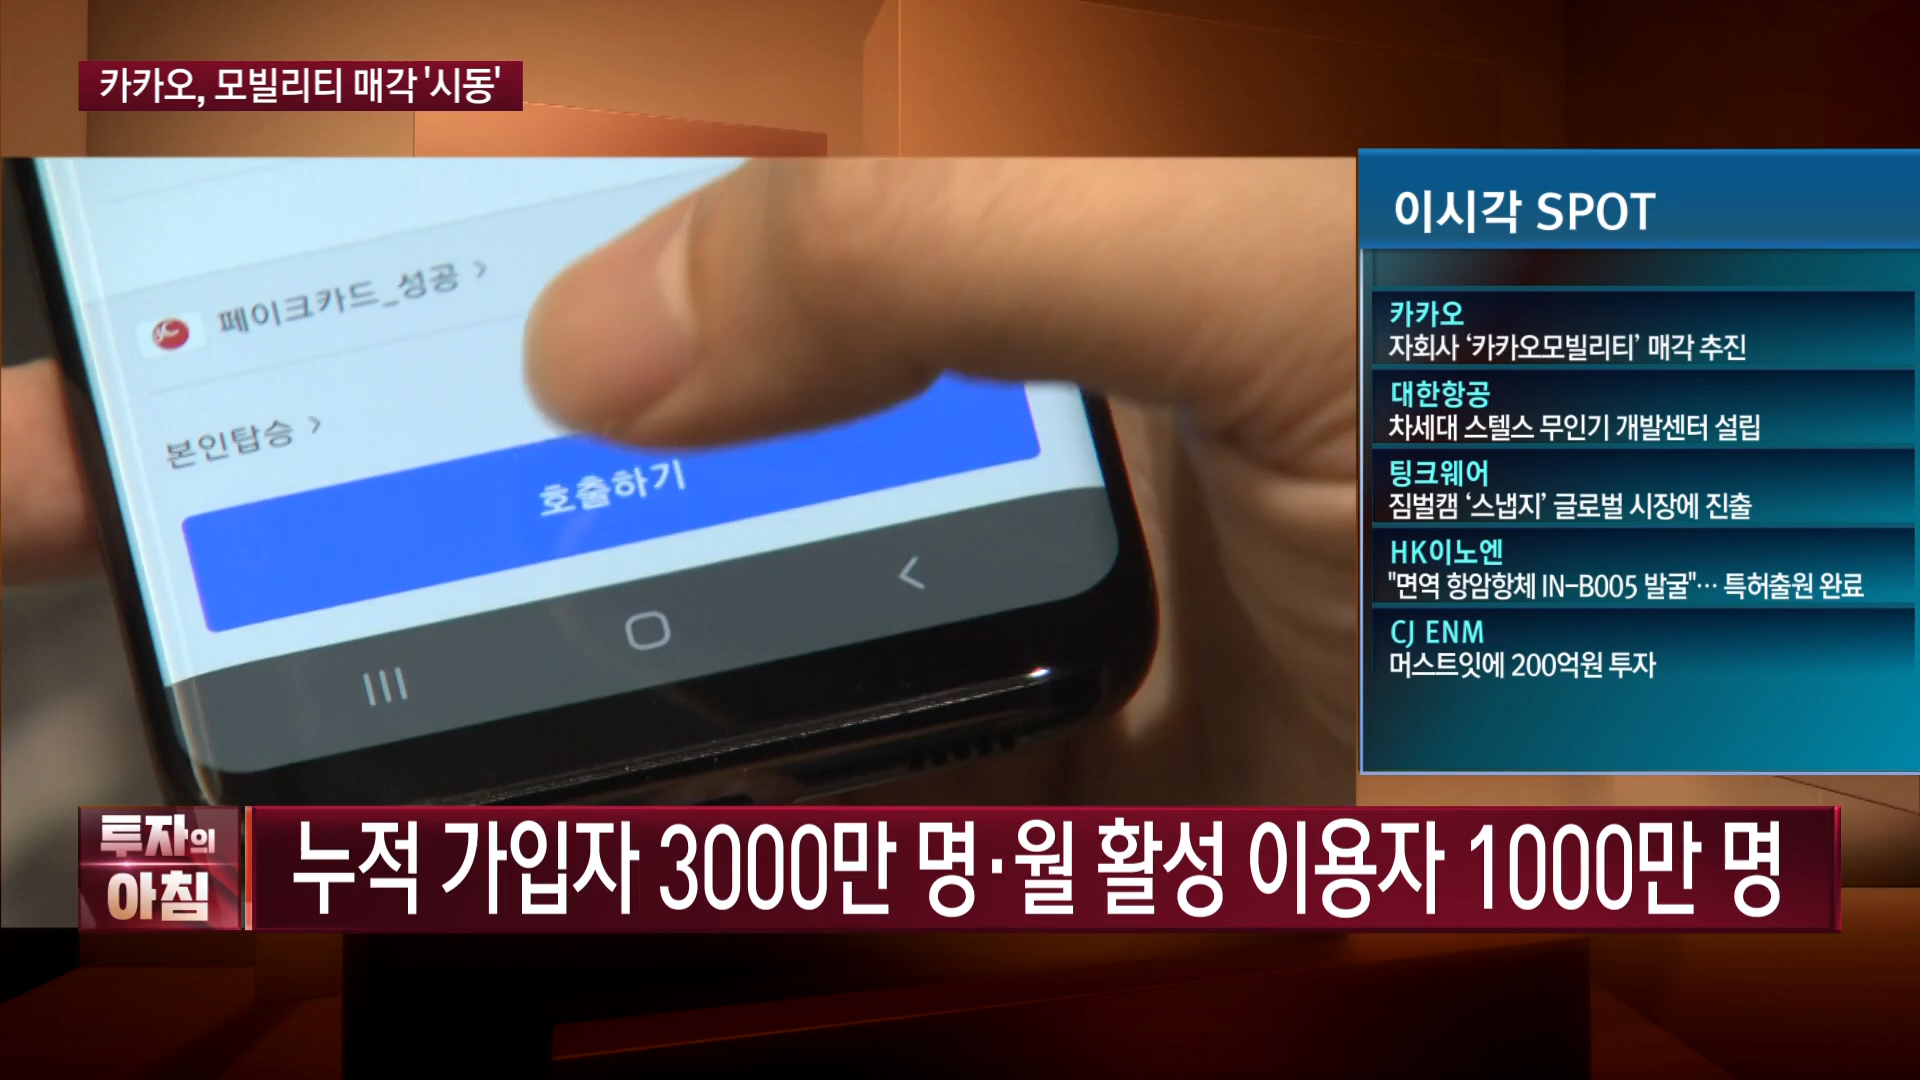 카카오, 모빌리티 매각 '시동'
페이크카드_성공 >
본인탑승 >
호출하기
이시각 SPOT
카카오
자회사 ‘카카오모빌리티’ 매각 추진
대한항공
차세대 스텔스 무인기 개발센터 설립
팅크웨어
짐벌캠 ‘스냅지’ 글로벌 시장에 진출
HK이노엔
"면역 항암항체 IN-B005 발굴"… 특허출원 완료
CJ ENM
머스트잇에 200억원 투자
투자의
아침
누적 가입자 3000만 명·월 활성 이용자 1000만 명